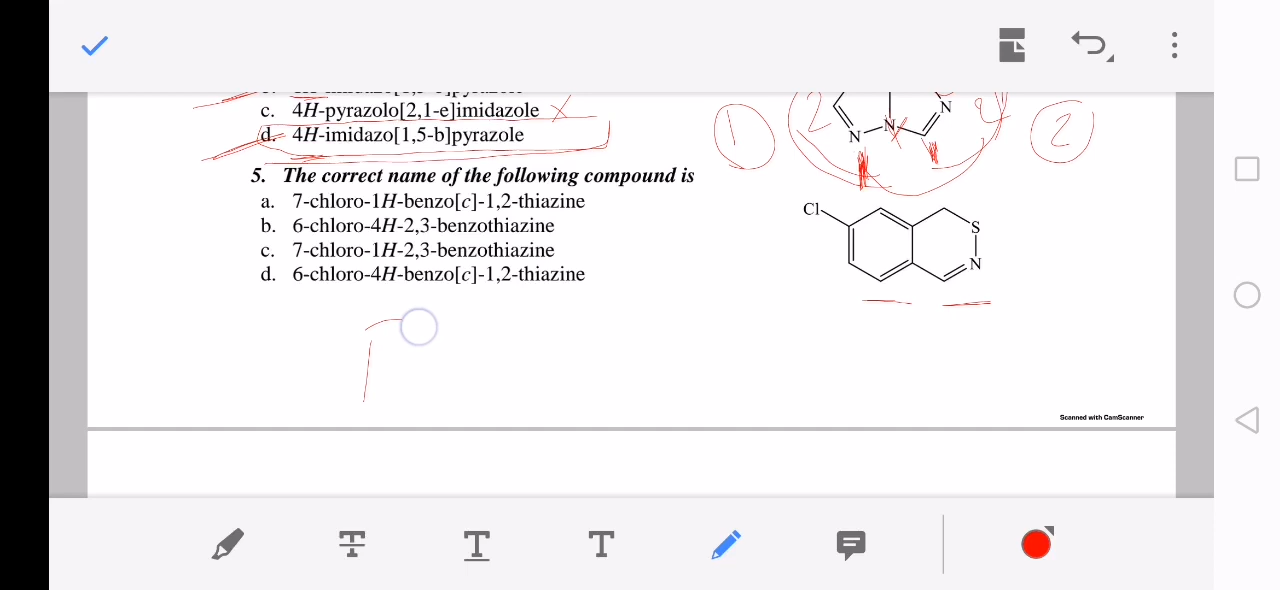 c. 4H-pyrazolo[2,1-e]imidazole
d. 4H-imidazo[1,5-b]pyrazole
1
2
2
N
N
N
5. The correct name of the following compound is
a. 7-chloro-1H-benzo[c]-1,2-thiazine
b. 6-chloro-4H-2,3-benzothiazine
c. 7-chloro-1H-2,3-benzothiazine
d. 6-chloro-4H-benzo[c]-1,2-thiazine
Cl
S
N
Scanned with CamScanner
T
T
T